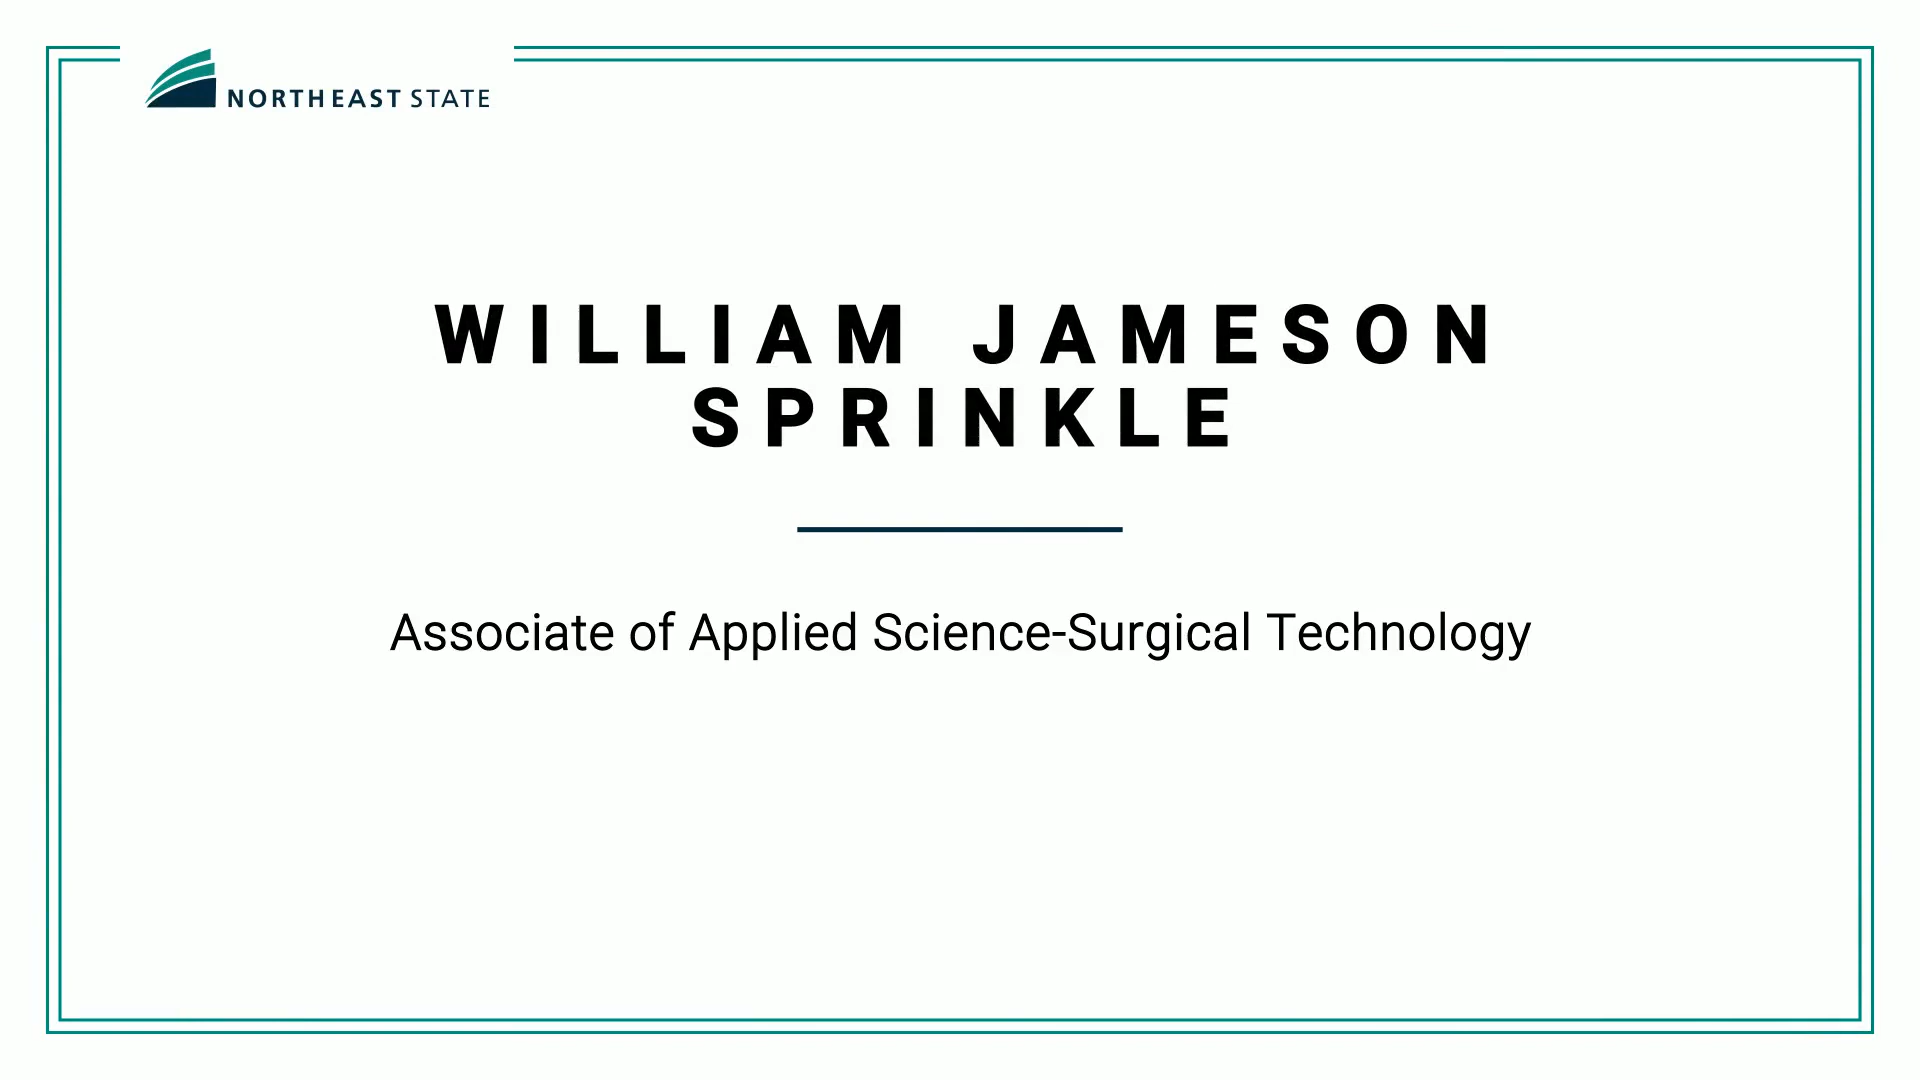 NORTHEAST STATE
WILLIAM JAMESON
SPRINKLE
Associate of Applied Science-Surgical Technology